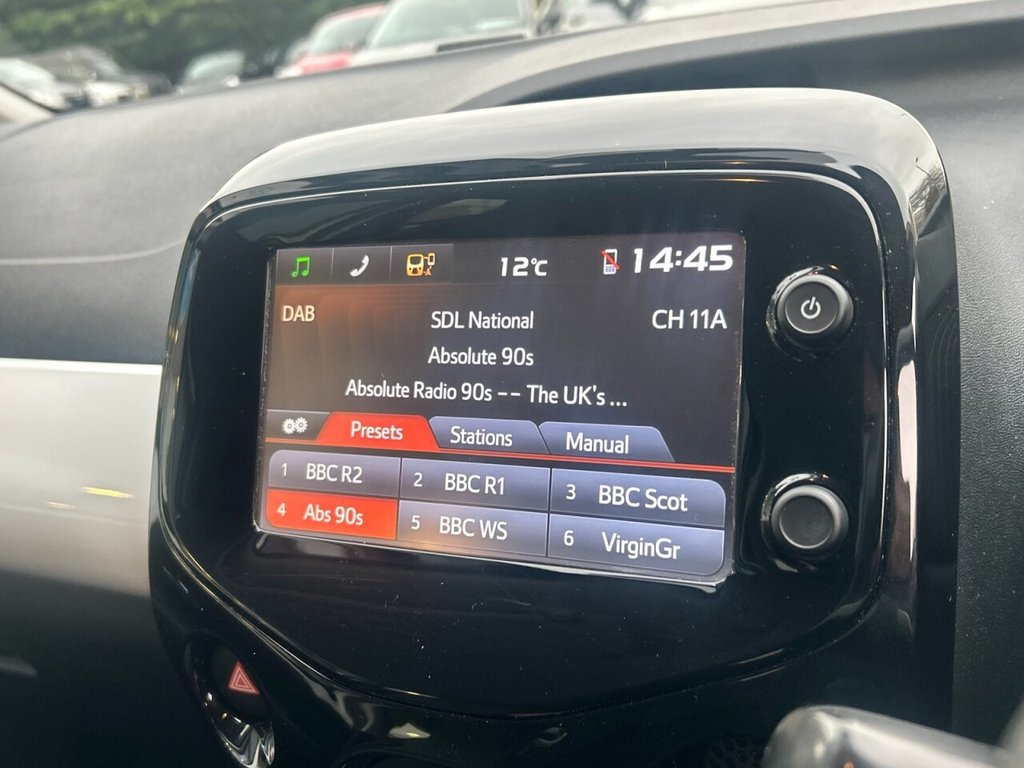 12°C 14:45
DAB SDL National CH 11A
Absolute 90s
Absolute Radio 90s -- The UK's ...
Presets Stations Manual
1 BBC R2 2 BBC R1 3 BBC Scot
4 Abs 90s 5 BBC WS 6 VirginGr